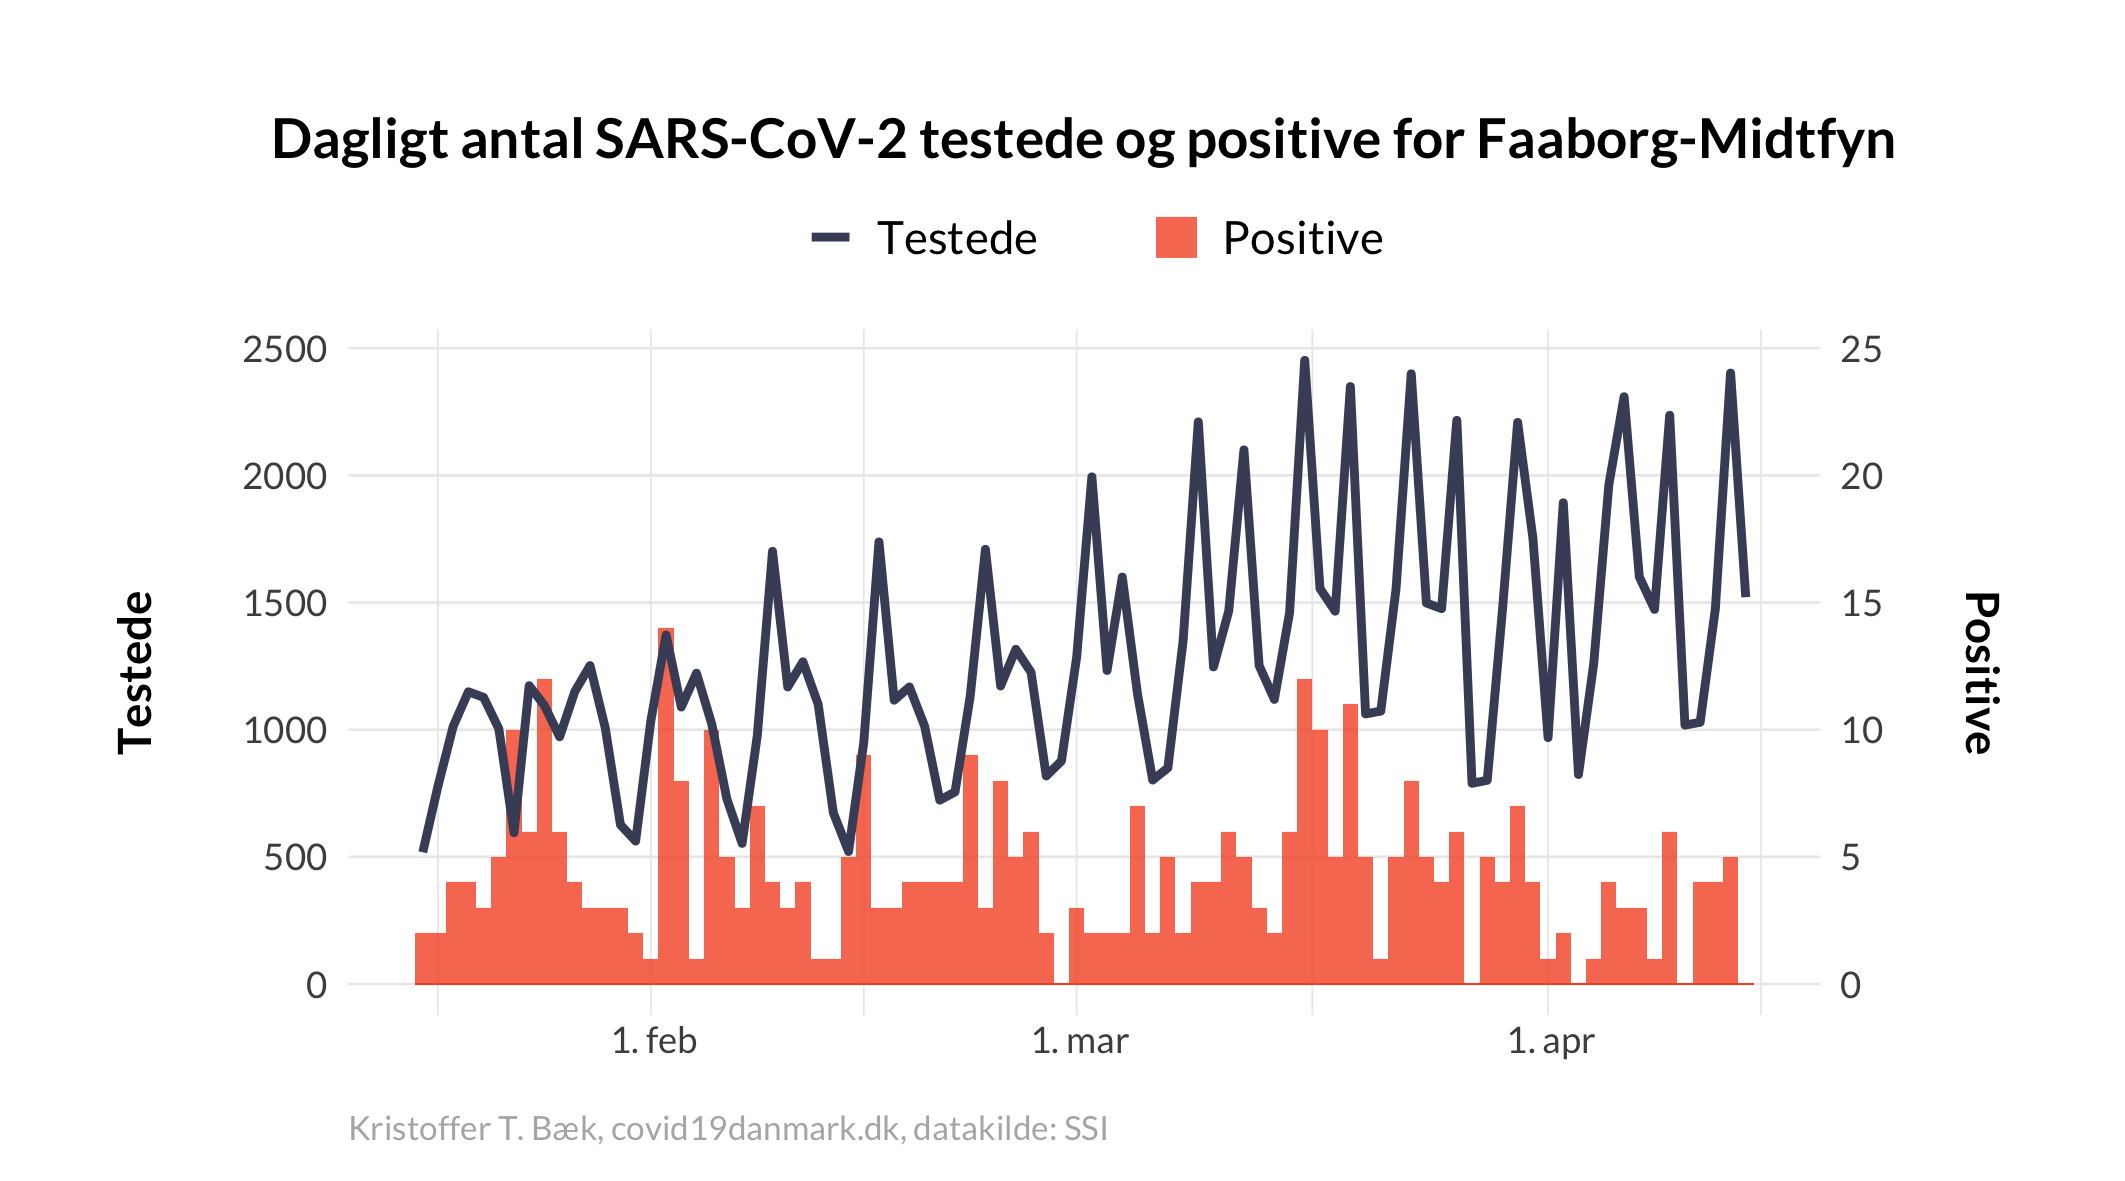 Dagligt antal SARS-CoV-2 testede og positive for Faaborg-Midtfyn
Testede
Positive
2500
2000
1500
1000
500
0
25
20
15
10
5
0
Testede
Positive
1. feb
1. mar
1. apr
Kristoffer T. Bæk, covid19danmark.dk, datakilde: SSI